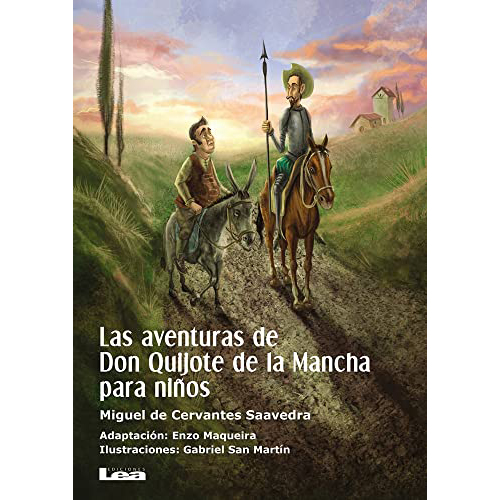 Las aventuras de
Don Quijote de la Mancha
para niños
Miguel de Cervantes Saavedra
Adaptación: Enzo Maqueira
Ilustraciones: Gabriel San Martín
EDICIONES
Lea